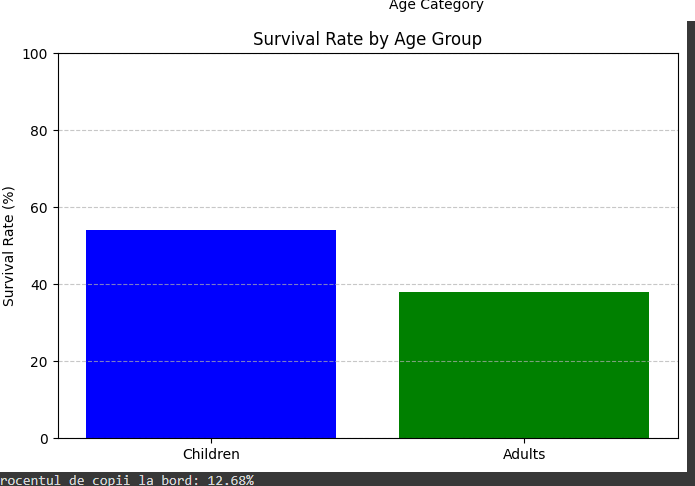 Age Category
Survival Rate by Age Group
Survival Rate (%)
100
80
60
40
20
0
Children
Adults
rocentul de copii la bord: 12.68%